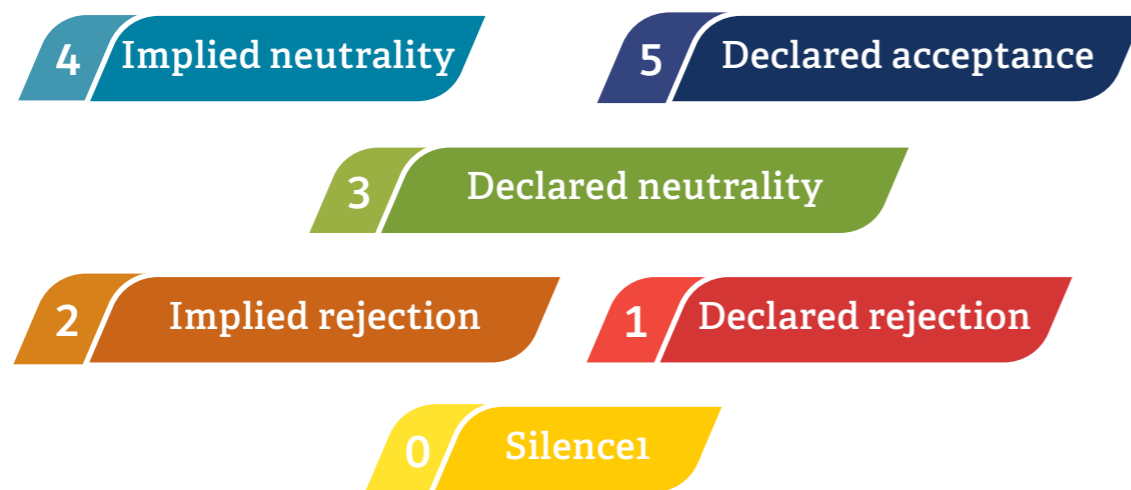 4 Implied neutrality
5 Declared acceptance
3 Declared neutrality
2 Implied rejection
1 Declared rejection
0 Silence1